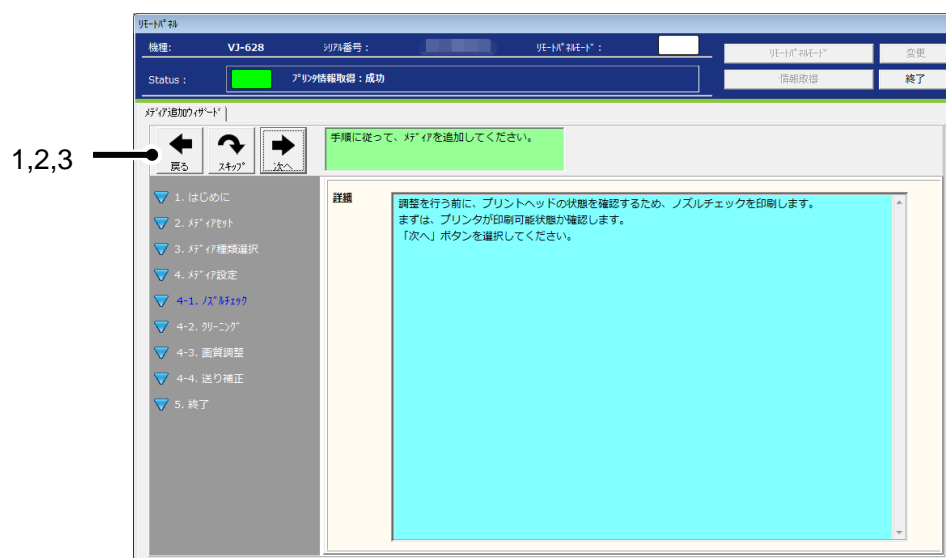 ﾘﾓｰﾄﾊﾟﾈﾙ
機種: VJ-628 ｼﾘｱﾙ番号： ﾘﾓｰﾄﾊﾟﾈﾙﾓｰﾄﾞ：
ﾘﾓｰﾄﾊﾟﾈﾙﾓｰﾄﾞ 変更
Status： ﾌﾟﾘﾝﾀ情報取得：成功
情報取得 終了
ﾒﾃﾞｨｱ追加ｳｨｻﾞｰﾄﾞ
1,2,3
戻る ｽｷｯﾌﾟ 次へ
手順に従って、ﾒﾃﾞｨｱを追加してください。
1. はじめに
2. ﾒﾃﾞｨｱｾｯﾄ
3. ﾒﾃﾞｨｱ種類選択
4. ﾒﾃﾞｨｱ設定
4-1. ﾉｽﾞﾙﾁｪｯｸ
4-2. ｸﾘｰﾆﾝｸﾞ
4-3. 画質調整
4-4. 送り補正
5. 終了
詳細
調整を行う前に、プリントヘッドの状態を確認するため、ノズルチェックを印刷します。
まずは、プリンタが印刷可能状態か確認します。
「次へ」ボタンを選択してください。